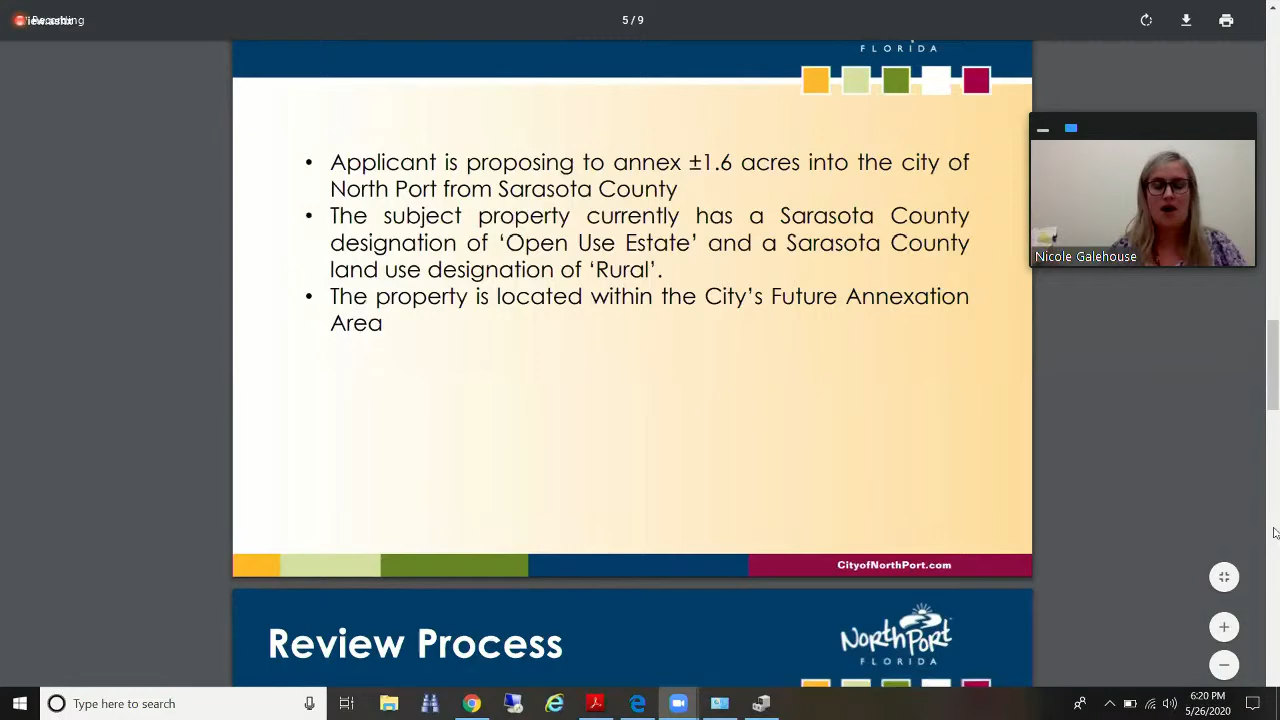 Recording
5 / 9
FLORIDA
• Applicant is proposing to annex ±1.6 acres into the city of
North Port from Sarasota County
• The subject property currently has a Sarasota County
designation of ‘Open Use Estate’ and a Sarasota County
land use designation of ‘Rural’.
• The property is located within the City’s Future Annexation
Area
Nicole Galehouse
CityofNorthPort.com
Review Process
North Port
FLORIDA
Type here to search
6:20 PM
5/26/2020